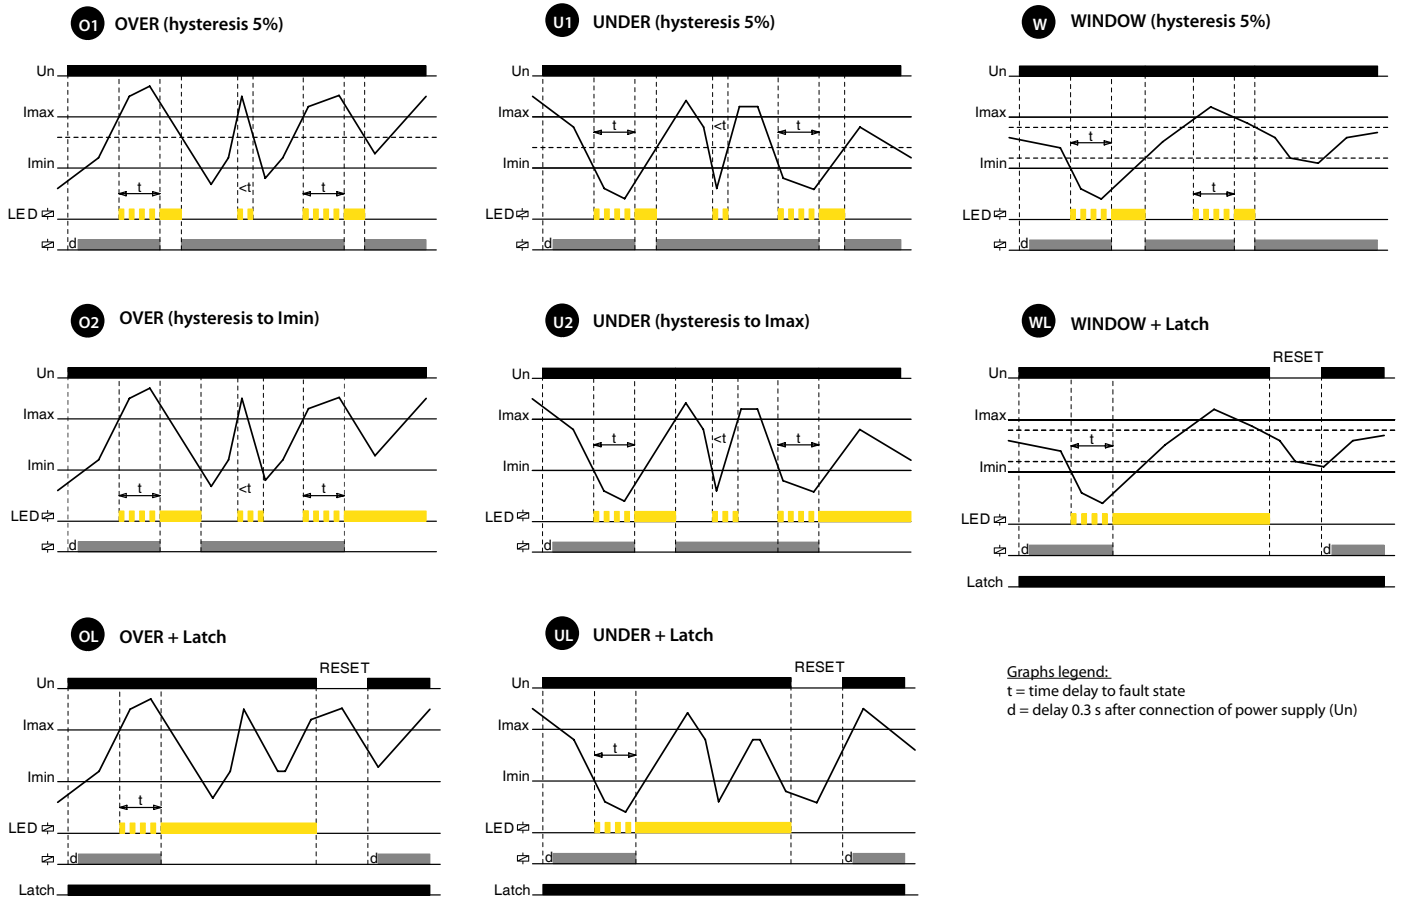 O1 OVER (hysteresis 5%)
Un
Imax
Imin
t <t t
LED
d
U1 UNDER (hysteresis 5%)
Un
Imax
t <t t
Imin
LED
d
W WINDOW (hysteresis 5%)
Un
Imax
t
Imin
t
LED
d
O2 OVER (hysteresis to Imin)
Un
Imax
Imin
t <t t
LED
d
U2 UNDER (hysteresis to Imax)
Un
Imax
t <t t
Imin
LED
d
WL WINDOW + Latch
RESET
Un
Imax
t
Imin
LED
d d
Latch
OL OVER + Latch
RESET
Un
Imax
Imin
t
LED
d d
Latch
UL UNDER + Latch
RESET
Un
Imax
t
Imin
LED
d d
Latch
Graphs legend:
t = time delay to fault state
d = delay 0.3 s after connection of power supply (Un)